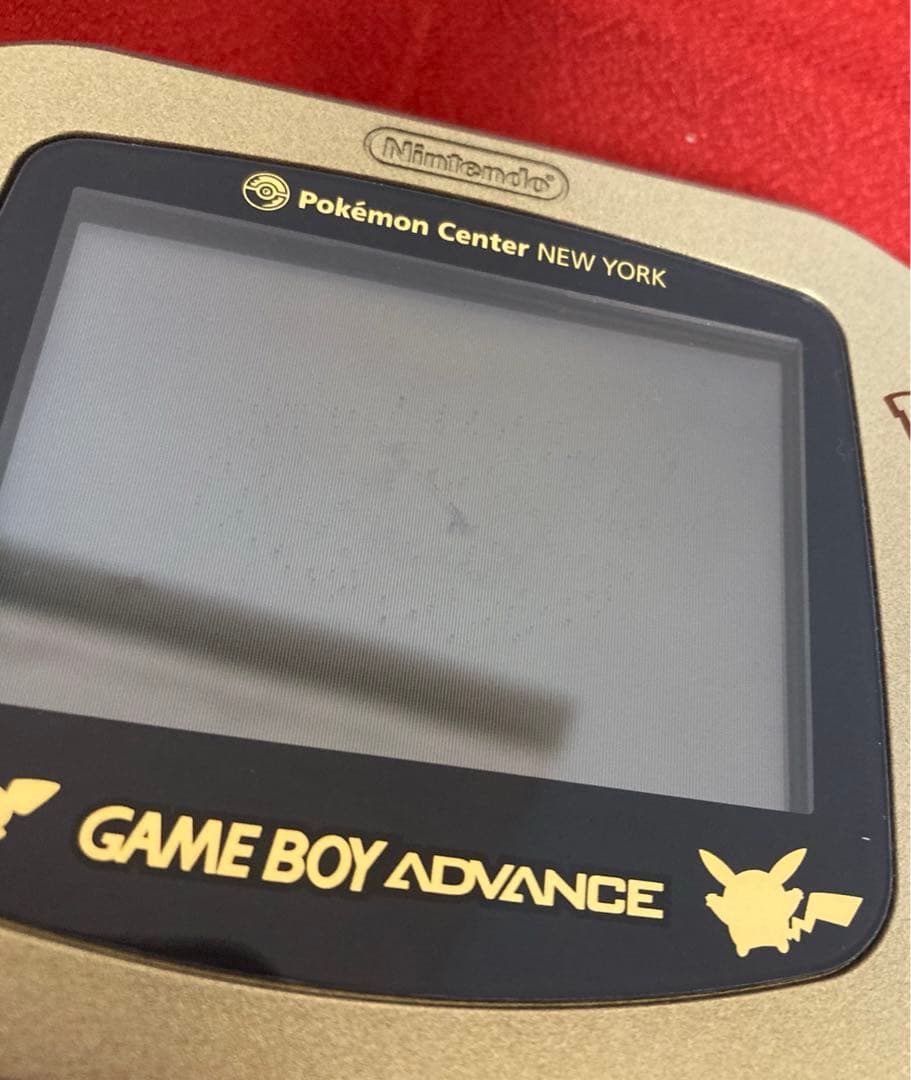 Nintendo®
Pokémon Center NEW YORK
GAME BOY ADVANCE